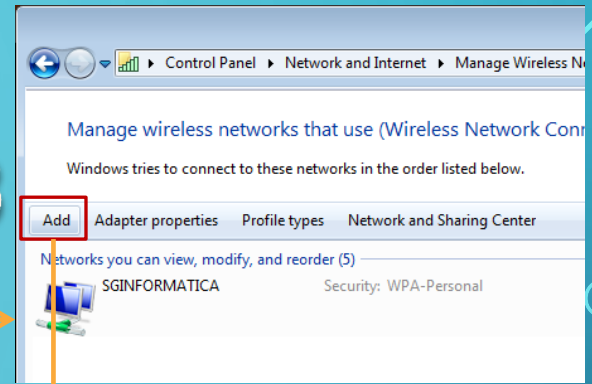 Control Panel Network and Internet Manage Wireless
Manage wireless networks that use (Wireless Network
Windows tries to connect to these networks in the order listed below.
Add Adapter properties Profile types Network and Sharing Center
Networks you can view, modify, and reorder (5)
SGINFORMATICA Security: WPA-Personal